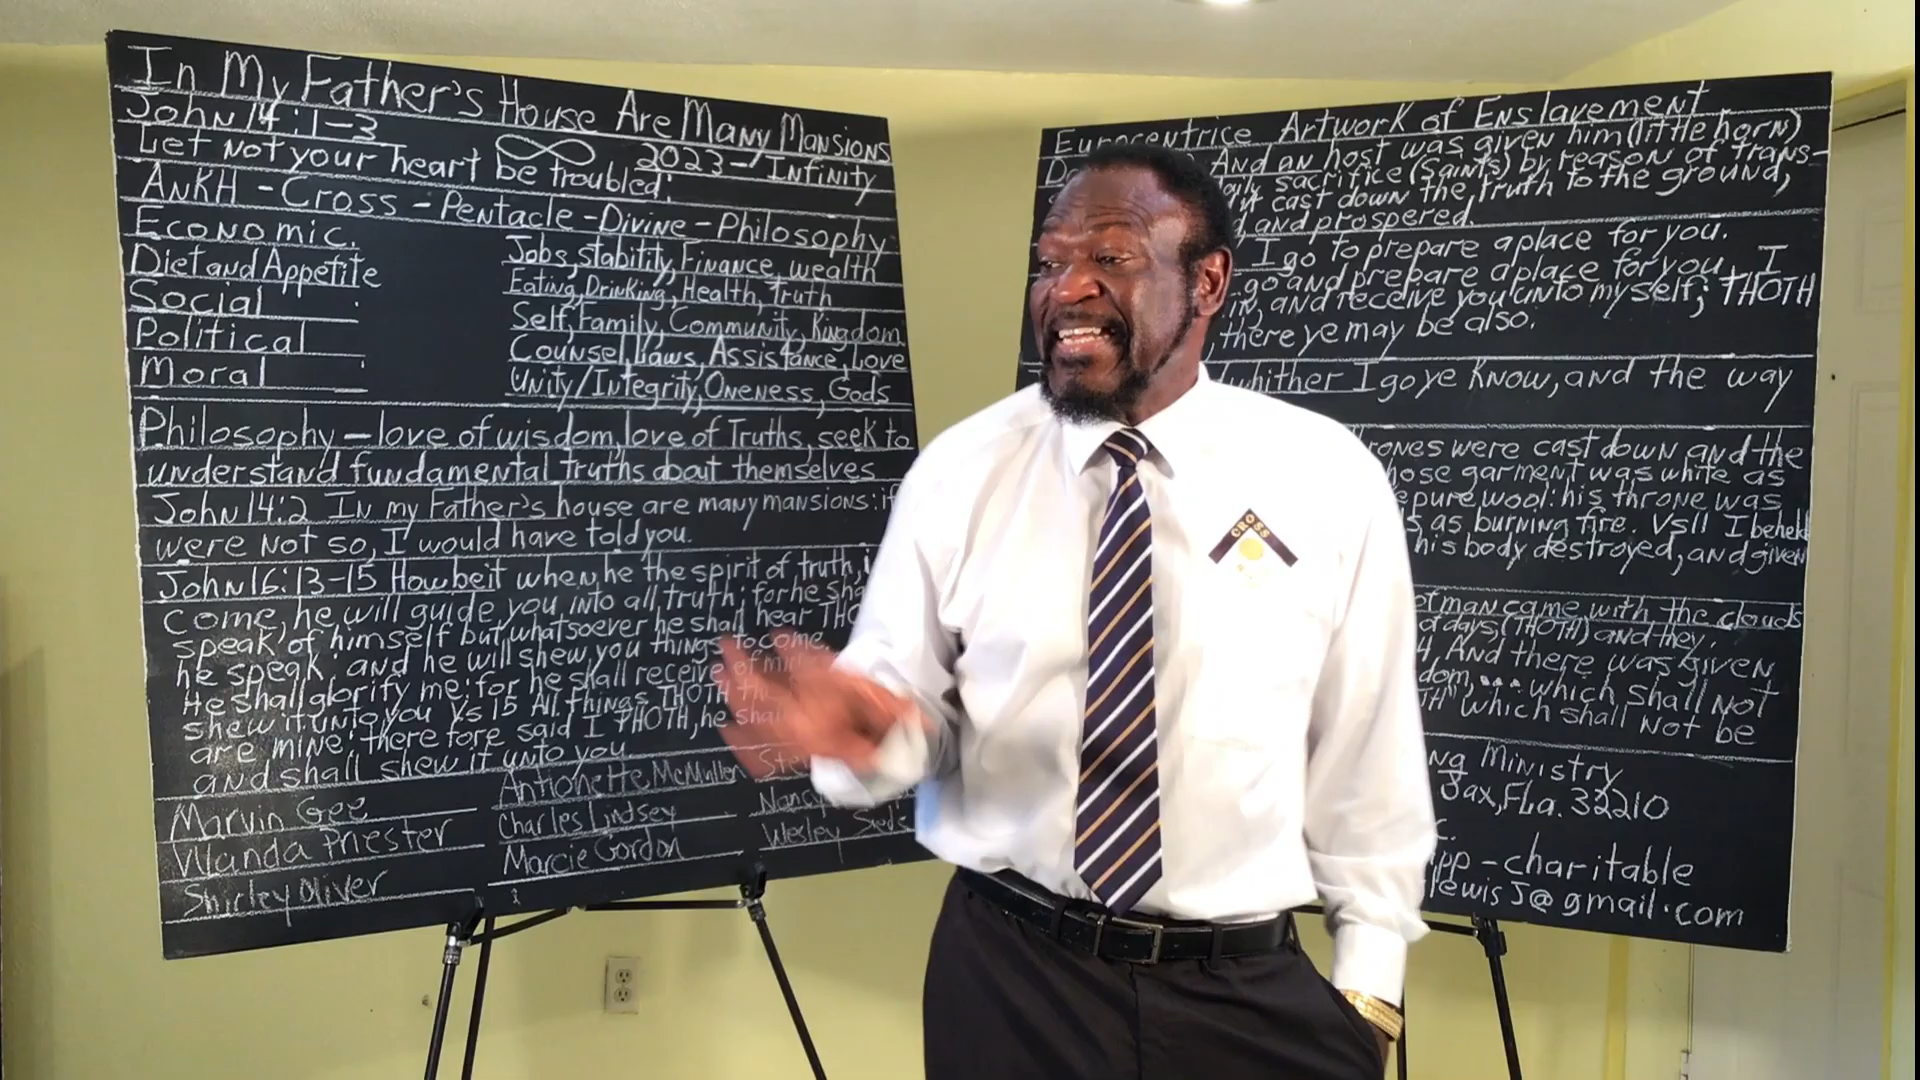 In My Father's House Are Many Mansions
John 14:1-3
2023 - Infinity
Let Not your heart be troubled:
AnKH - Cross - Pentacle - Divine - Philosophy
Economic.
Jobs, stability, Finance, wealth
Diet and Appetite
Eating, Drinking, Health, Truth
Social
Self, Family, Community, Kingdom
Political
Counsel, Laws, Assistance, Love
Moral
Unity/Integrity, Oneness, Gods
Philosophy - love of wisdom, love of Truths, seek to
understand fundamental truths about themselves
John 14:2 In my Father's house are many mansions: if
were Not so, I would have told you.
John 16:13-15 Howbeit when he the spirit of truth,
come, he will guide you into all truth: for he
speak of himself but whatsoever he shall hear
he speak: and he will shew you things to come.
He shall glorify me: for he shall receive of
shew it unto you Vs 15 All things THOTH
are mine: therefore said I THOTH, he
and shall shew it unto you
Marvin Gee
Wanda Priester
Shirley Oliver
Antionette McMullen
Charles Lindsey
Marcie Gordon
Nancy
Wesley
Eurocentrice Artwork of Enslavement
And an host was given him (little horn)
sacrifice (Saints) by reason of trans-
it cast down the truth to the ground,
and prospered.
I go to prepare a place for you. I
go and prepare a place for you, I
and receive you unto myself; THOTH
there ye may be also.
whither I go ye Know, and the way
were cast down and the
garment was white as
pure wool: his throne was
as burning fire. Vs 11 I beheld
his body destroyed, and given
man came with the clouds
days, (THOTH) and they
And there was given
which shall Not
which shall Not be
Ministry
Jax, Fla. 32210
charitable
lewisJ@gmail.com
CROSS